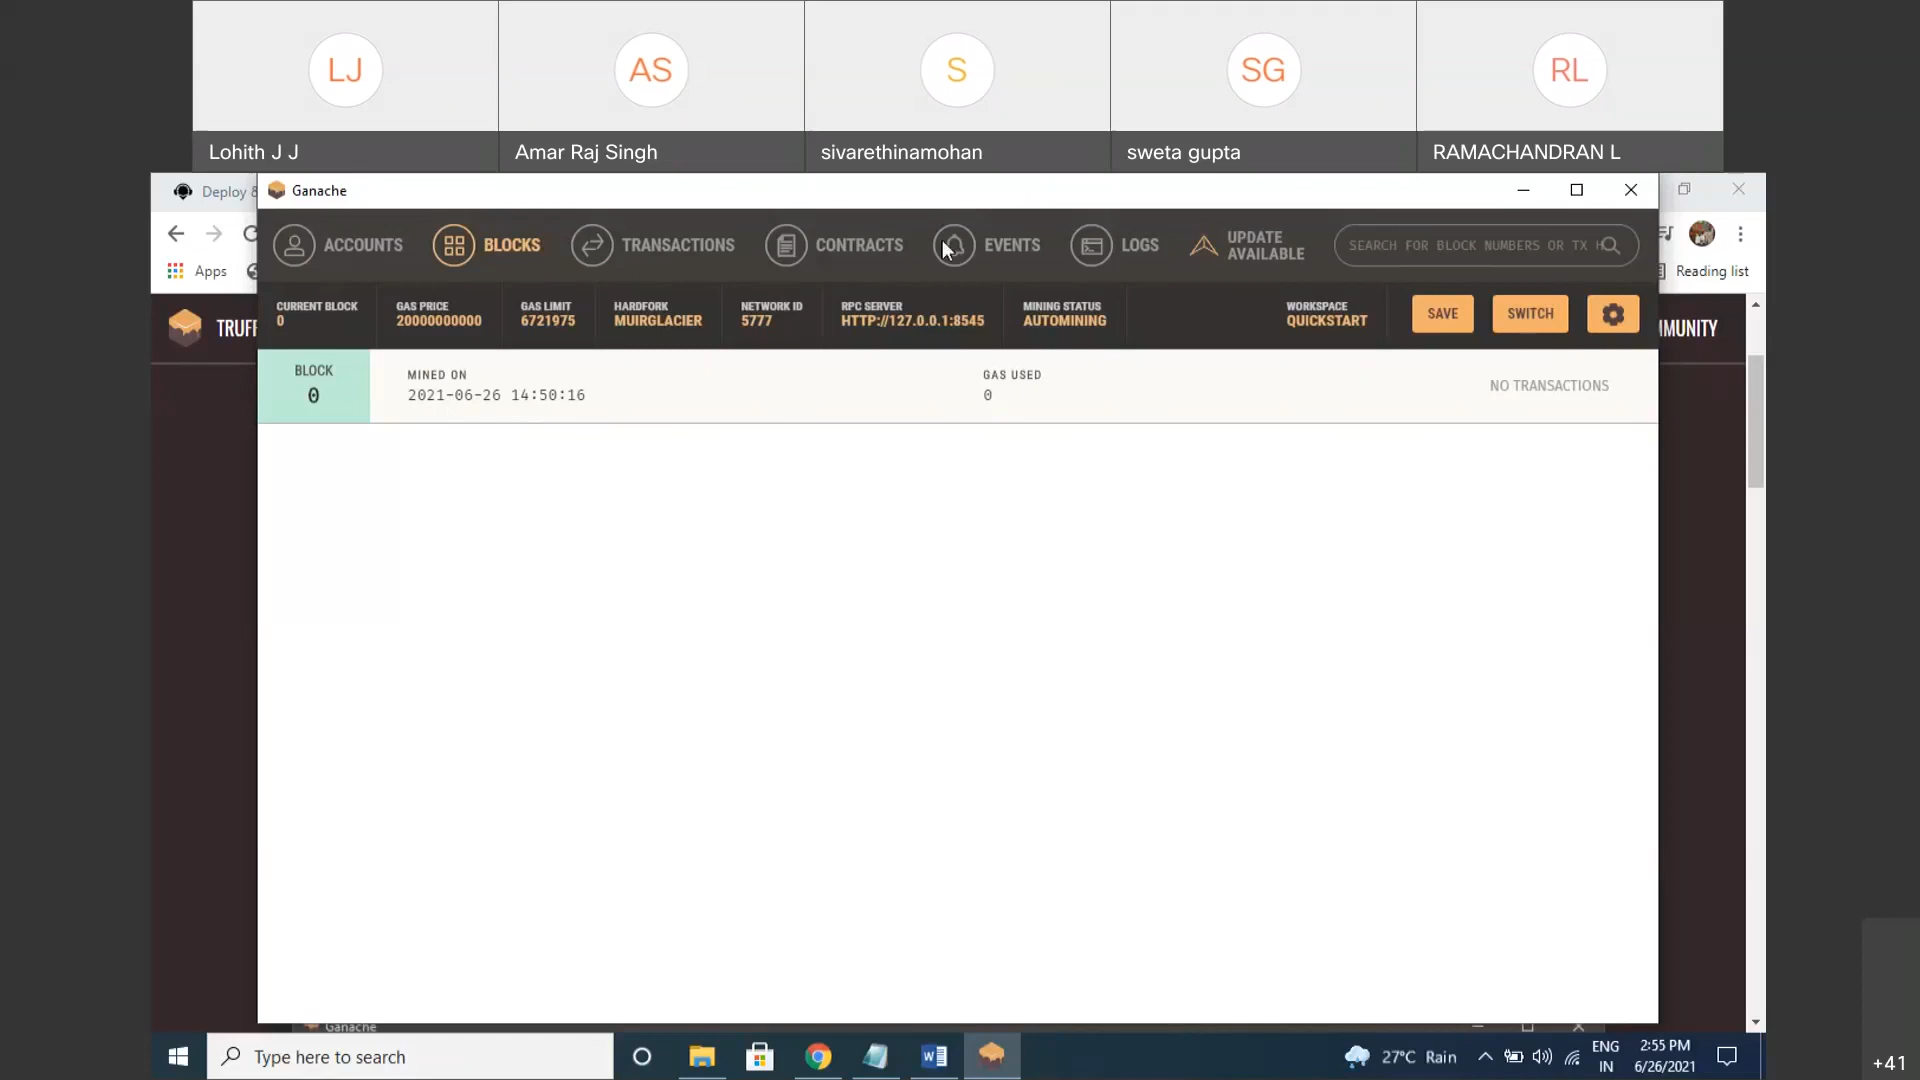 LJ
AS
S
SG
RL
Lohith J J
Amar Raj Singh
sivarethinamohan
sweta gupta
RAMACHANDRAN L
Deploy &
Ganache
ACCOUNTS
BLOCKS
TRANSACTIONS
CONTRACTS
EVENTS
LOGS
UPDATE
AVAILABLE
SEARCH FOR BLOCK NUMBERS OR TX H
Apps
Reading list
CURRENT BLOCK
0
GAS PRICE
20000000000
GAS LIMIT
6721975
HARDFORK
MUIRGLACIER
NETWORK ID
5777
RPC SERVER
HTTP://127.0.0.1:8545
MINING STATUS
AUTOMINING
WORKSPACE
QUICKSTART
SAVE
SWITCH
TRUFF
MMUNITY
BLOCK
0
MINED ON
2021-06-26 14:50:16
GAS USED
0
NO TRANSACTIONS
Ganache
Type here to search
27°C Rain
ENG
IN
2:55 PM
6/26/2021
+41